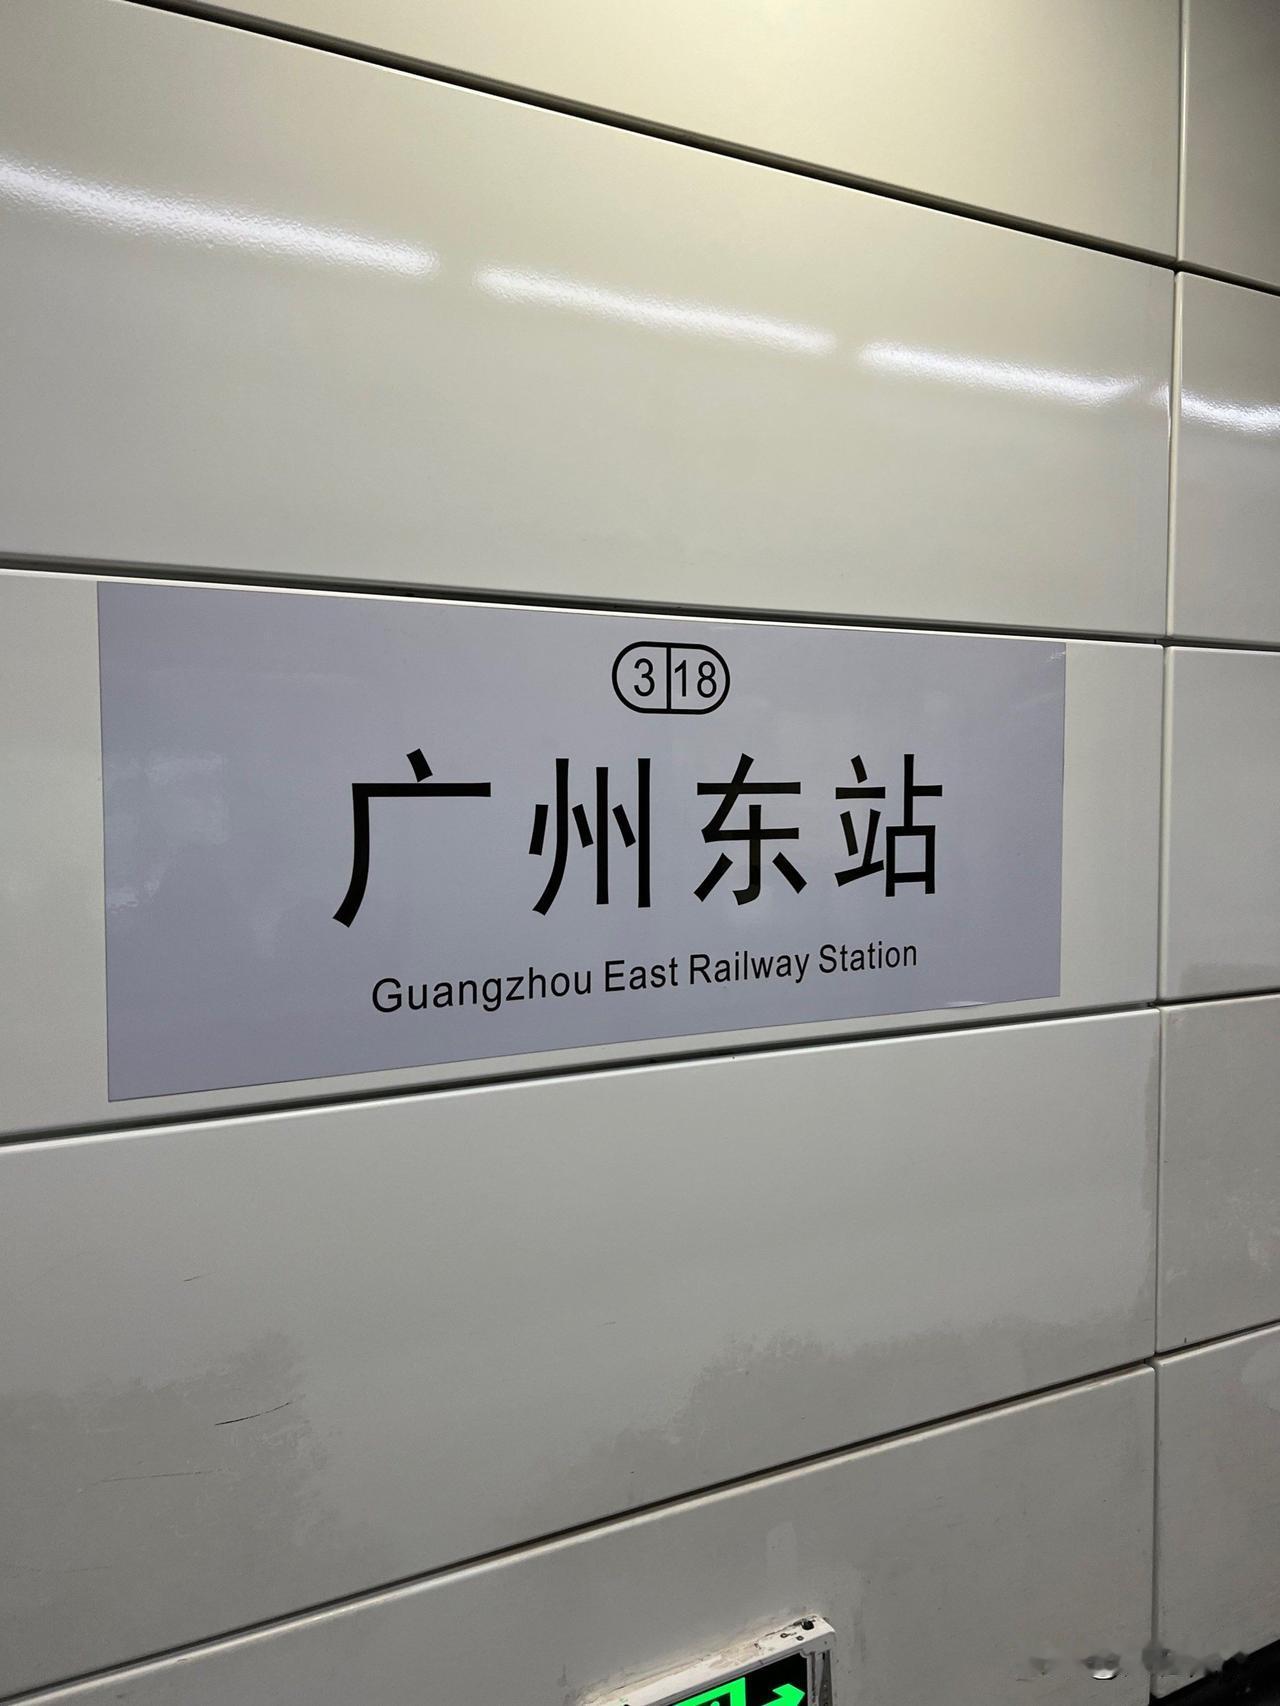 3 18
广州东站
Guangzhou East Railway Station